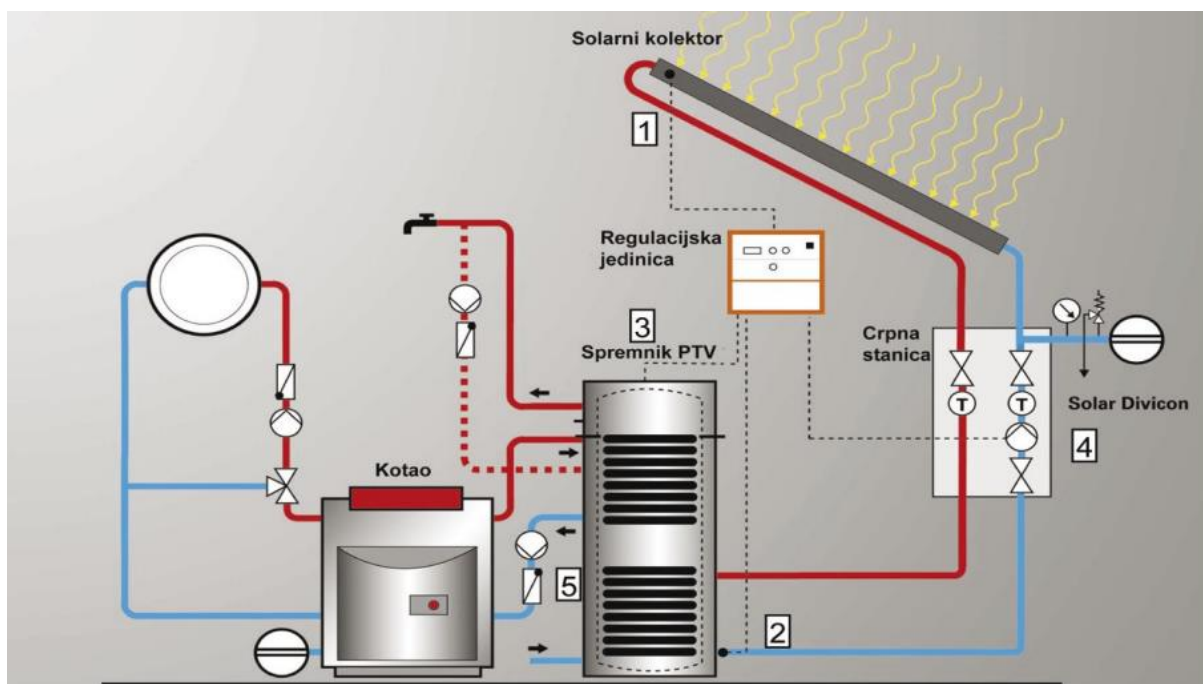 Solarni kolektor
1
Regulacijska
jedinica
3
Spremnik PTV
Crpna
stanica
T
T
Solar Divicon
4
Kotao
5
2